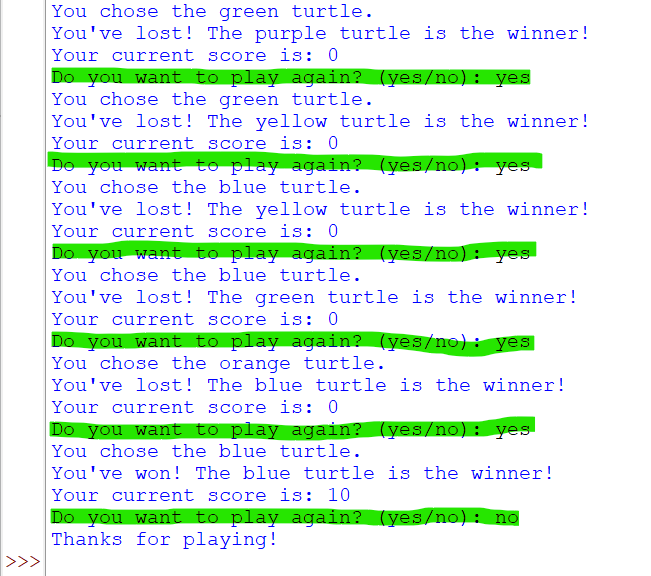 You chose the green turtle.
You've lost! The purple turtle is the winner!
Your current score is: 0
Do you want to play again? (yes/no): yes
You chose the green turtle.
You've lost! The yellow turtle is the winner!
Your current score is: 0
Do you want to play again? (yes/no): yes
You chose the blue turtle.
You've lost! The yellow turtle is the winner!
Your current score is: 0
Do you want to play again? (yes/no): yes
You chose the blue turtle.
You've lost! The green turtle is the winner!
Your current score is: 0
Do you want to play again? (yes/no): yes
You chose the orange turtle.
You've lost! The blue turtle is the winner!
Your current score is: 0
Do you want to play again? (yes/no): yes
You chose the blue turtle.
You've won! The blue turtle is the winner!
Your current score is: 10
Do you want to play again? (yes/no): no
Thanks for playing!
>>>